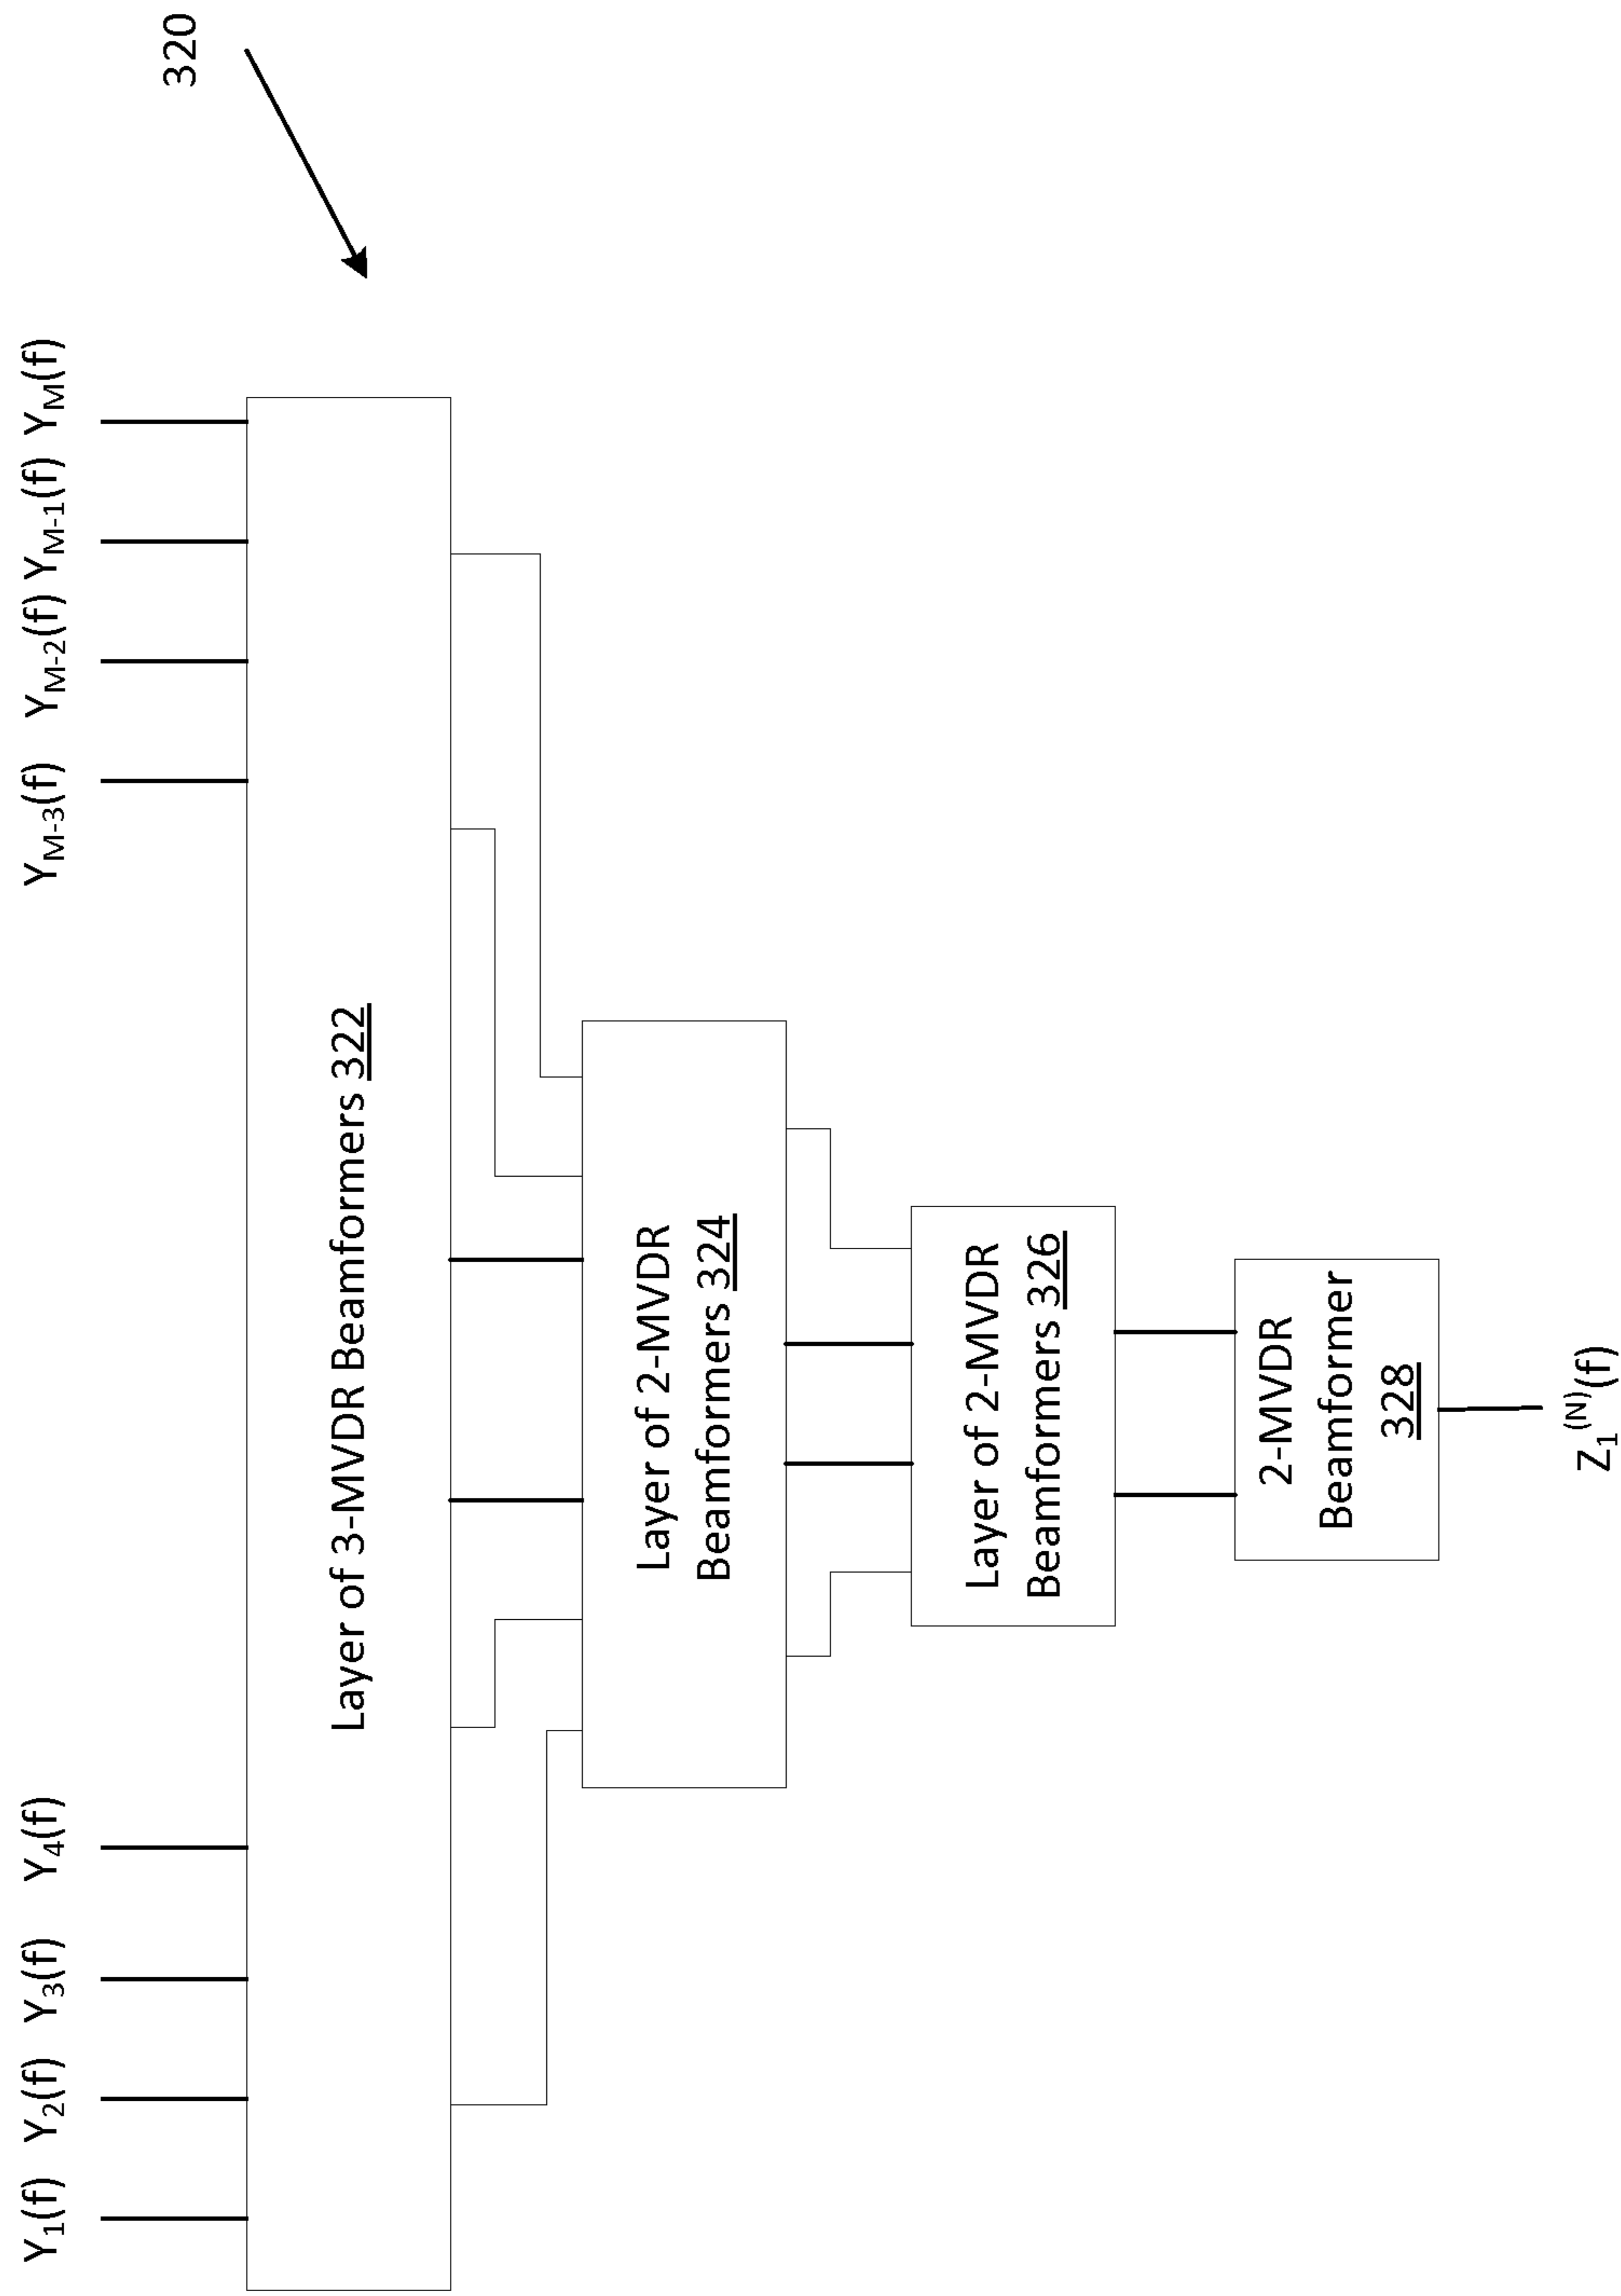 320
Y1(f) Y2(f) Y3(f) Y4(f) YM-3(f) YM-2(f) YM-1(f) YM(f)
Layer of 3-MVDR Beamformers 322
Layer of 2-MVDR
Beamformers 324
Layer of 2-MVDR
Beamformers 326
2-MVDR
Beamformer
328
Z1(N)(f)